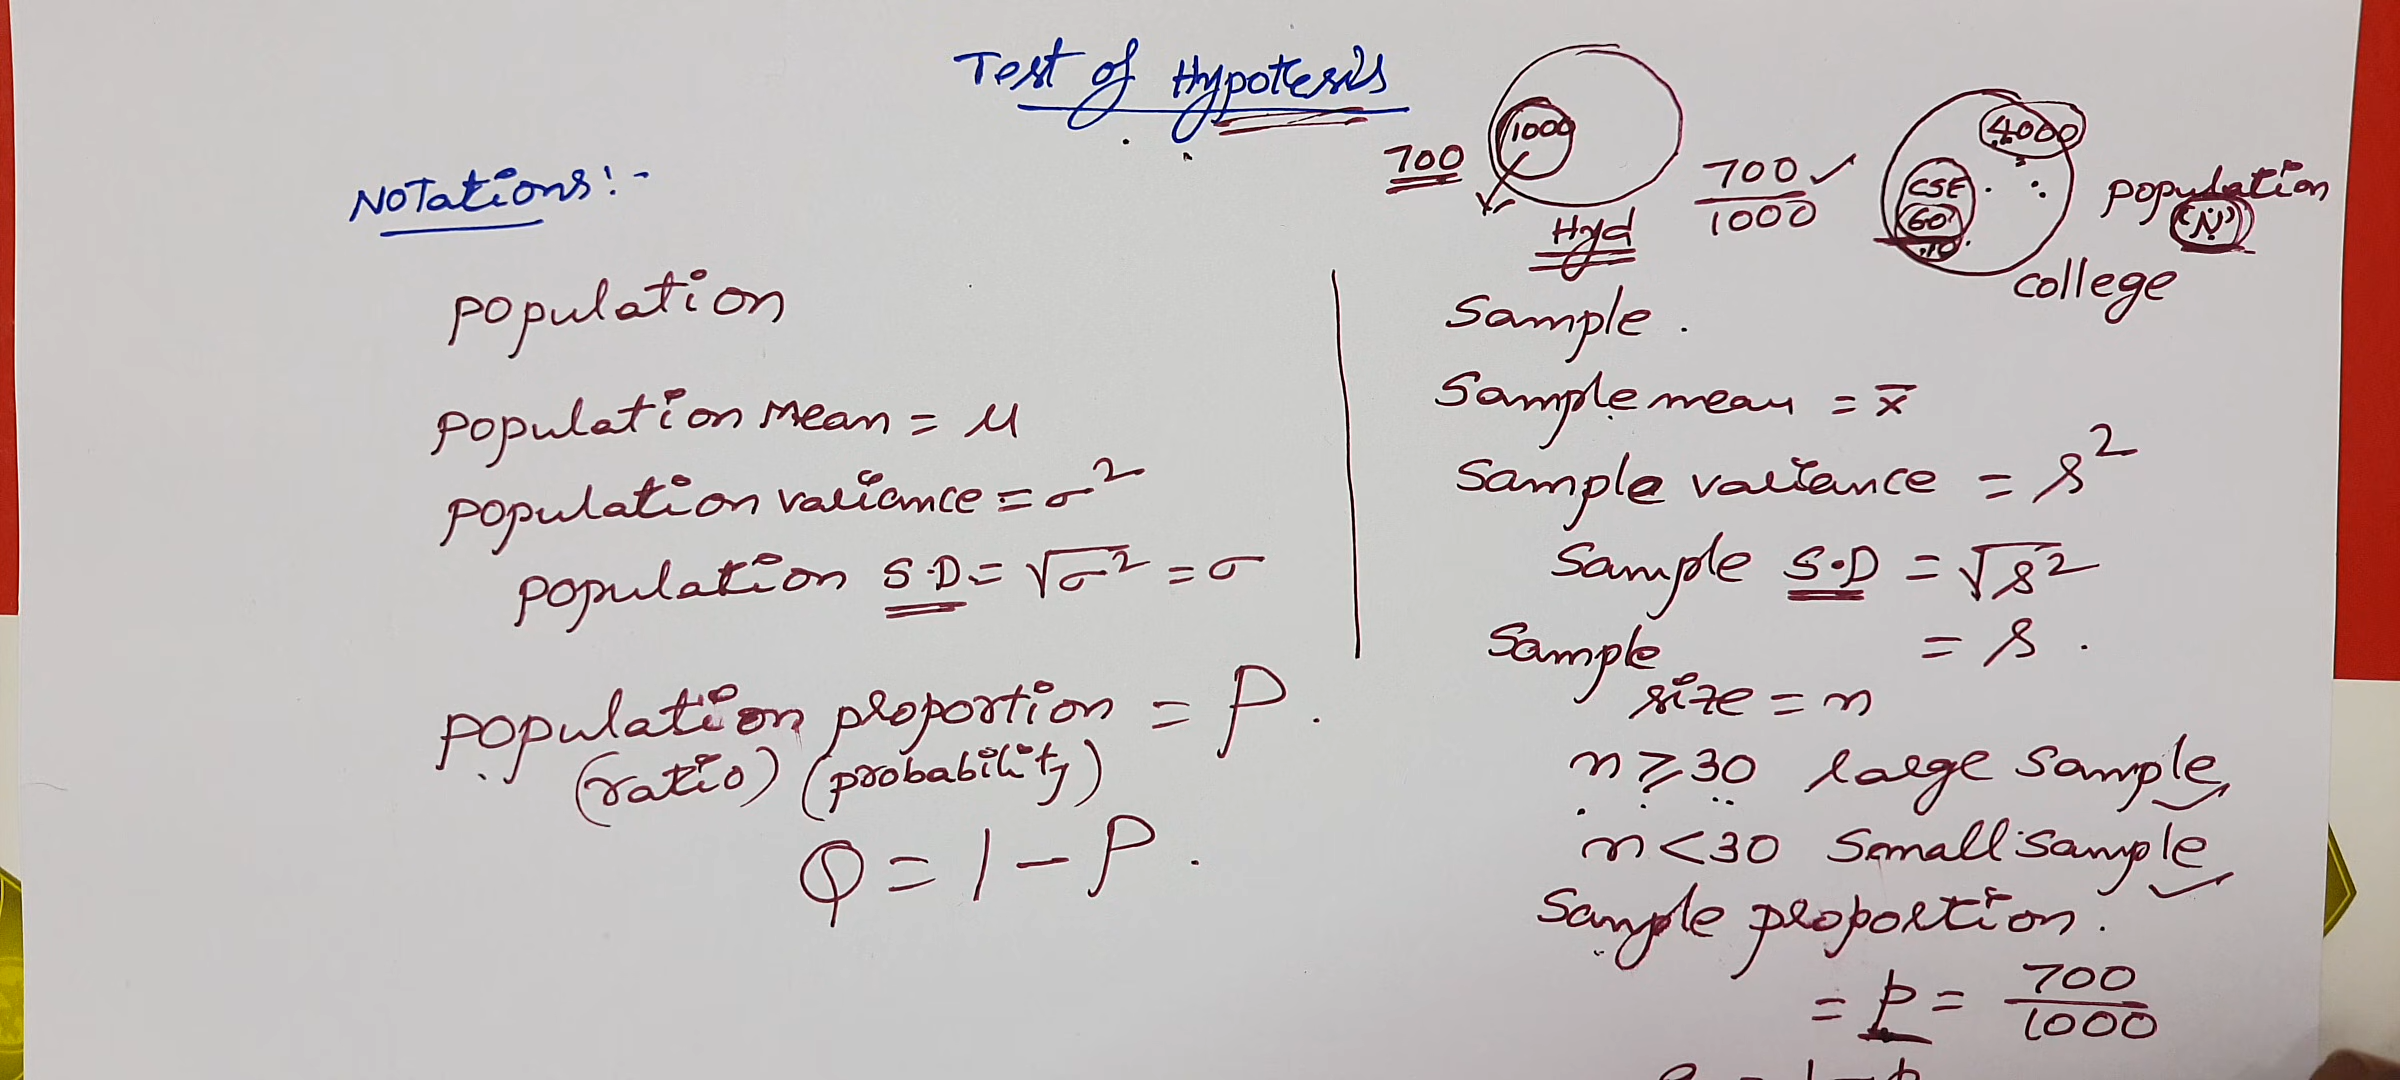 Test of Hypotesis
1000
700
Hyd
700
1000
4000
CSE
60
college
population
(N)
Notations:-
population
population Mean = μ
population variance = σ²
population S.D = √σ² = σ
population proportion = P.
(ratio) (probability)
Q = 1 - P.
Sample.
Sample mean = x̅
Sample variance = s²
Sample S.D = √s²
= s.
Sample
size = n
n ≥ 30 large Sample
n < 30 Small Sample
Sample proportion.
= p = 700
1000